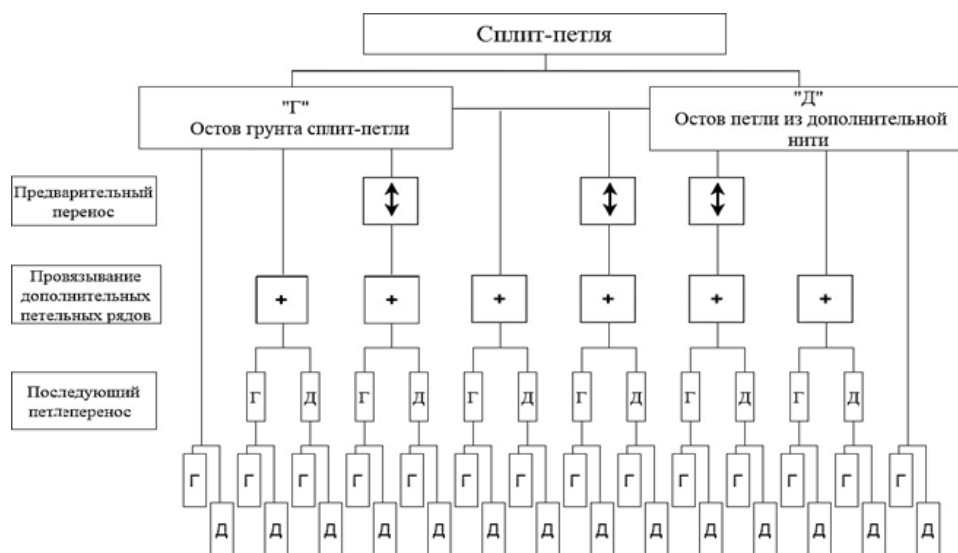 Сплит-петля
"Г"
Остов грунта сплит-петли
"Д"
Остов петли из дополнительной
нити
Предварительный
перенос
Провязывание
дополнительных
петельных рядов
+ + + + + +
Последующий
петлеперенос
Г Д Г Д Г Д Г Д Г Д Г Д
Г Г Г Г Г Г Г Г Г Г Г Г Г Г
Д Д Д Д Д Д Д Д Д Д Д Д Д Д